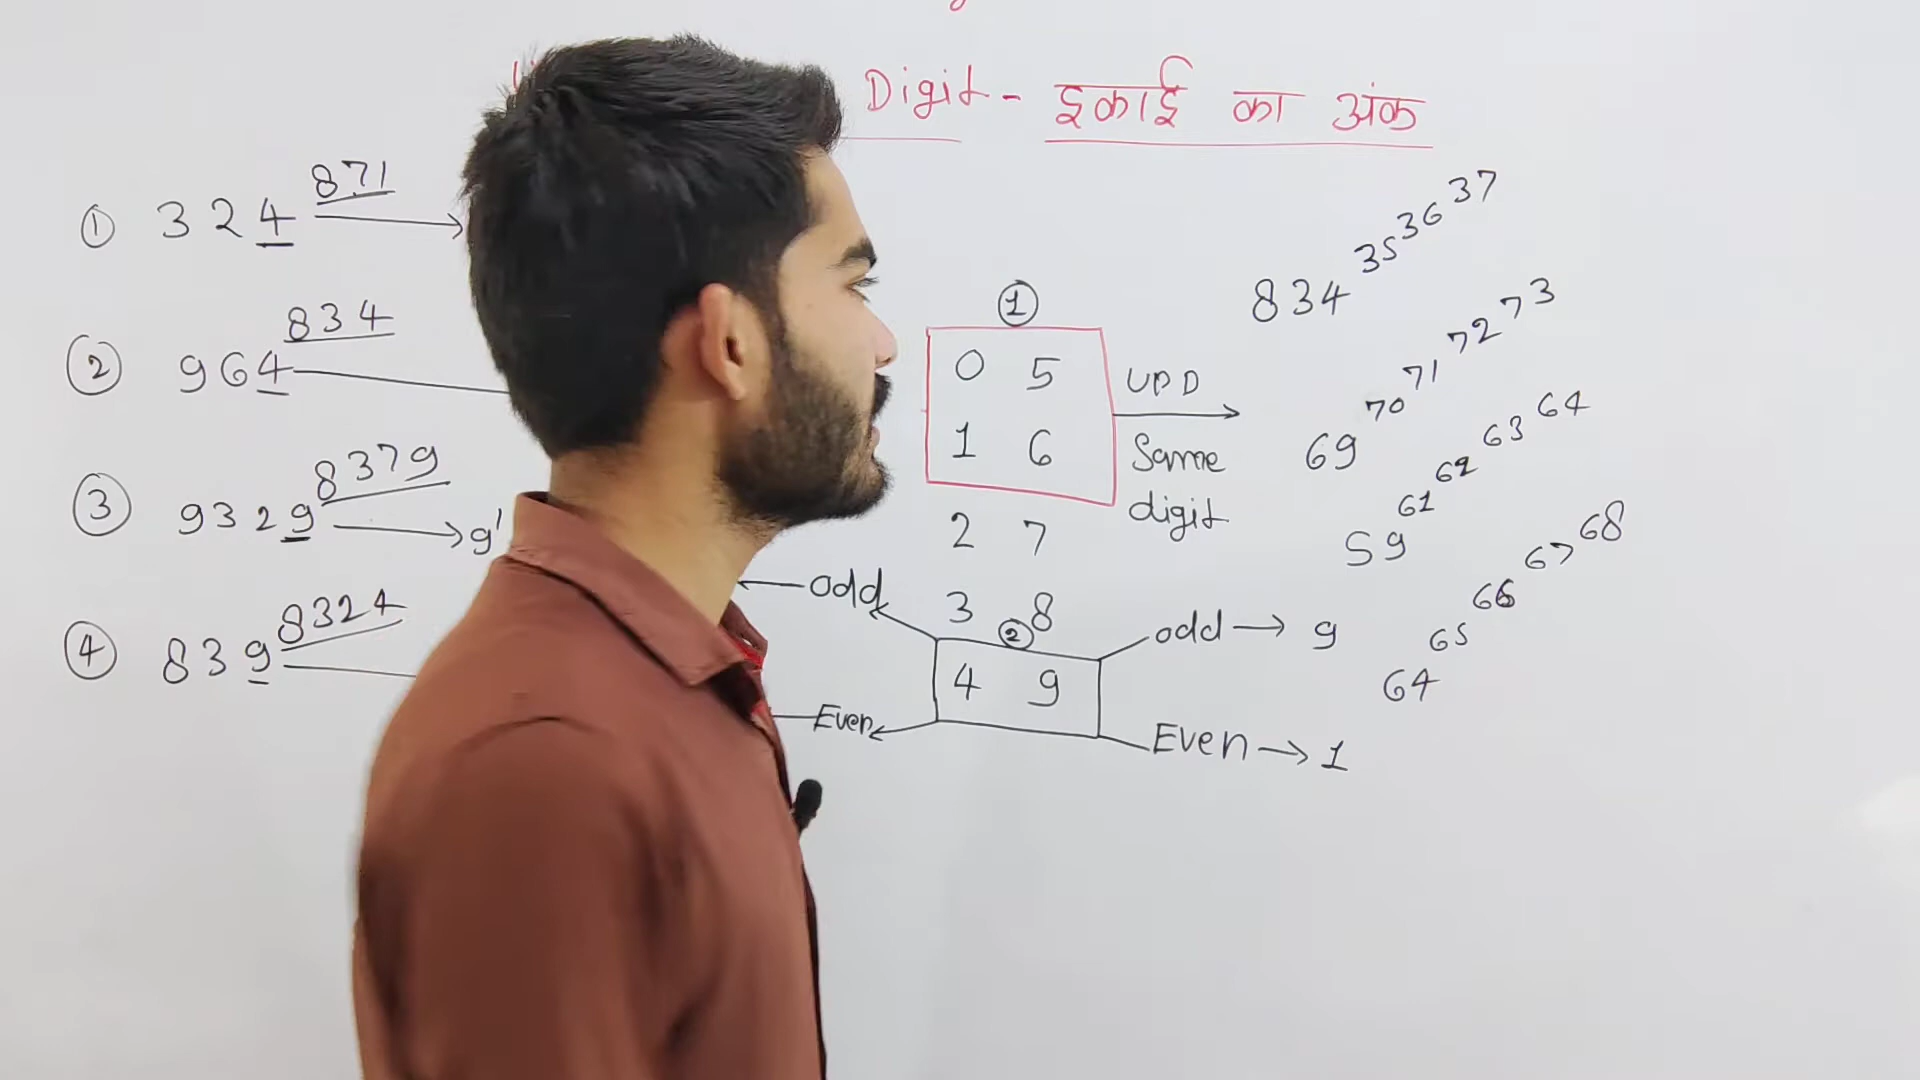 Digit - इकाई का अंक
① 324^871 →
② 964^834
③ 9329^8379 → 9'
④ 839^8324
①
0 5
1 6
UPD →
Same
digit
2 7
3 8
②
4 9
← odd
Even
odd → 9
Even → 1
834^35^36^37
69^70^71^72^73
59^61^62^63^64
64^65^66^67^68